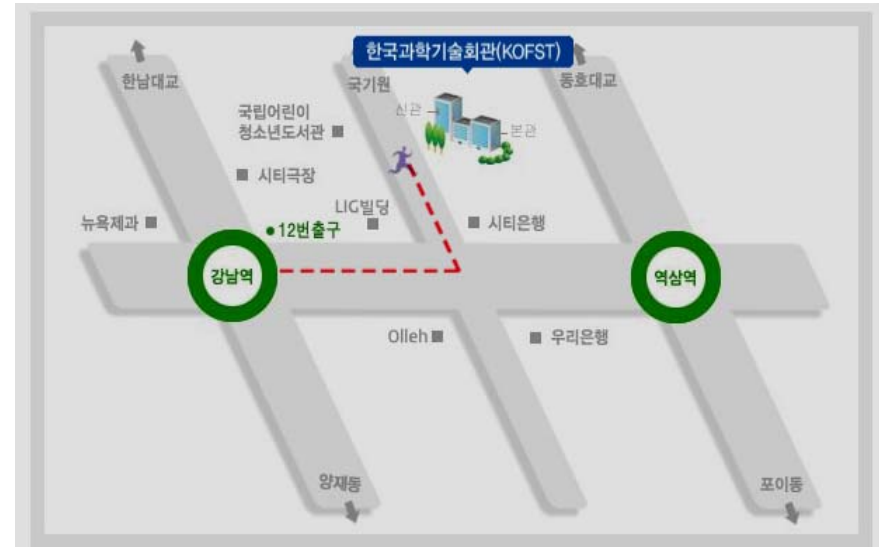 한국과학기술회관(KOFST)
한남대교
국기원
동호대교
신관
본관
국립어린이
청소년도서관
시티극장
LIG빌딩
뉴욕제과
12번출구
시티은행
강남역
역삼역
Olleh
우리은행
양재동
포이동